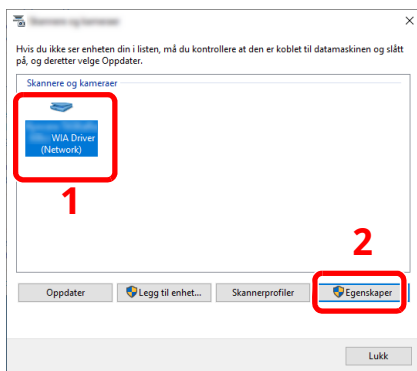 Hvis du ikke ser enheten din i listen, må du kontrollere at den er koblet til datamaskinen og slått
på, og deretter velge Oppdater.
Skannere og kameraer
WIA Driver
(Network)
1
2
Oppdater
Legg til enhet...
Skannerprofiler
Egenskaper
Lukk